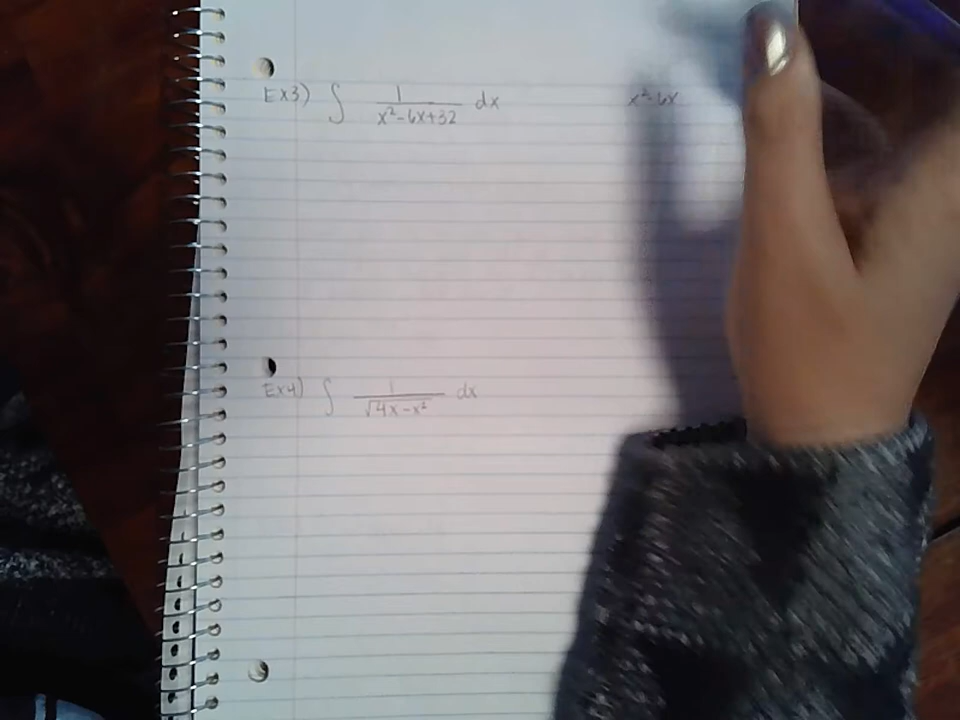 Ex3) ∫ 1/(x²-6x+32) dx x²-6x
Ex4) ∫ 1/√(4x-x²) dx